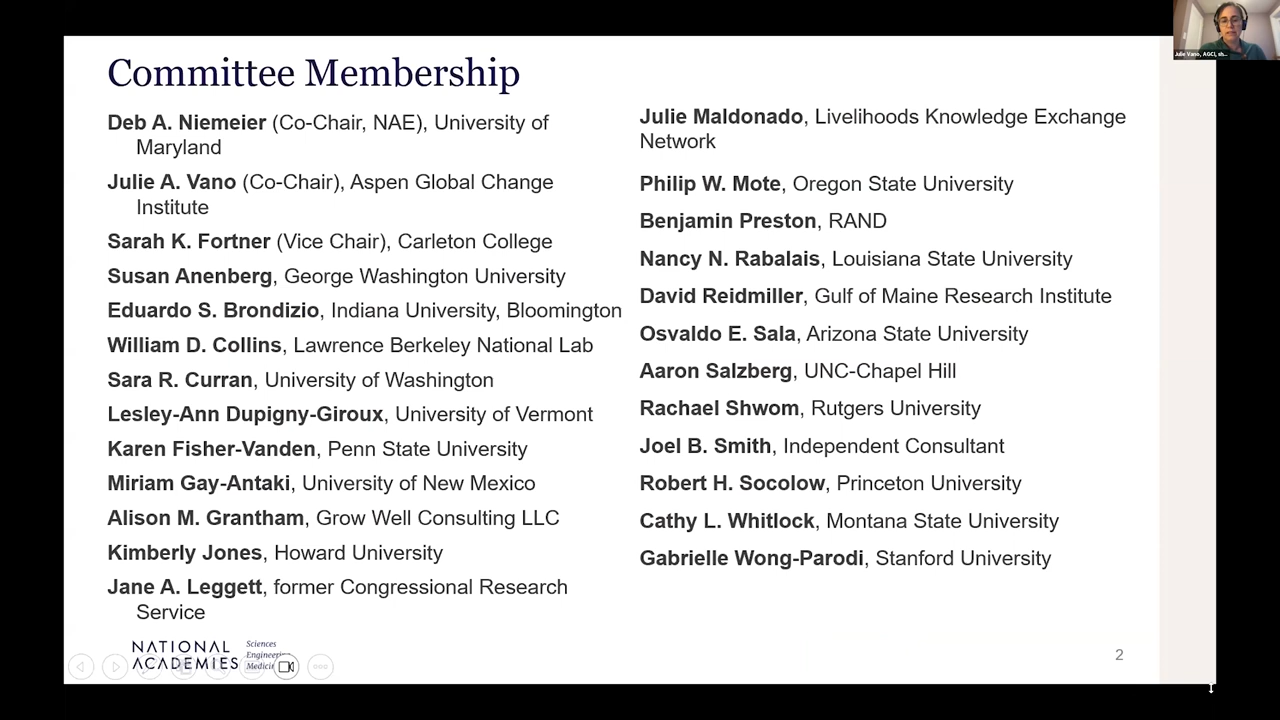 Committee Membership
Deb A. Niemeier (Co-Chair, NAE), University of
Maryland
Julie A. Vano (Co-Chair), Aspen Global Change
Institute
Sarah K. Fortner (Vice Chair), Carleton College
Susan Anenberg, George Washington University
Eduardo S. Brondizio, Indiana University, Bloomington
William D. Collins, Lawrence Berkeley National Lab
Sara R. Curran, University of Washington
Lesley-Ann Dupigny-Giroux, University of Vermont
Karen Fisher-Vanden, Penn State University
Miriam Gay-Antaki, University of New Mexico
Alison M. Grantham, Grow Well Consulting LLC
Kimberly Jones, Howard University
Jane A. Leggett, former Congressional Research
Service
Julie Maldonado, Livelihoods Knowledge Exchange
Network
Philip W. Mote, Oregon State University
Benjamin Preston, RAND
Nancy N. Rabalais, Louisiana State University
David Reidmiller, Gulf of Maine Research Institute
Osvaldo E. Sala, Arizona State University
Aaron Salzberg, UNC-Chapel Hill
Rachael Shwom, Rutgers University
Joel B. Smith, Independent Consultant
Robert H. Socolow, Princeton University
Cathy L. Whitlock, Montana State University
Gabrielle Wong-Parodi, Stanford University
NATIONAL
ACADEMIES
Sciences
Engineering
Medicine
2
Julie Vano, AGCI, sh...